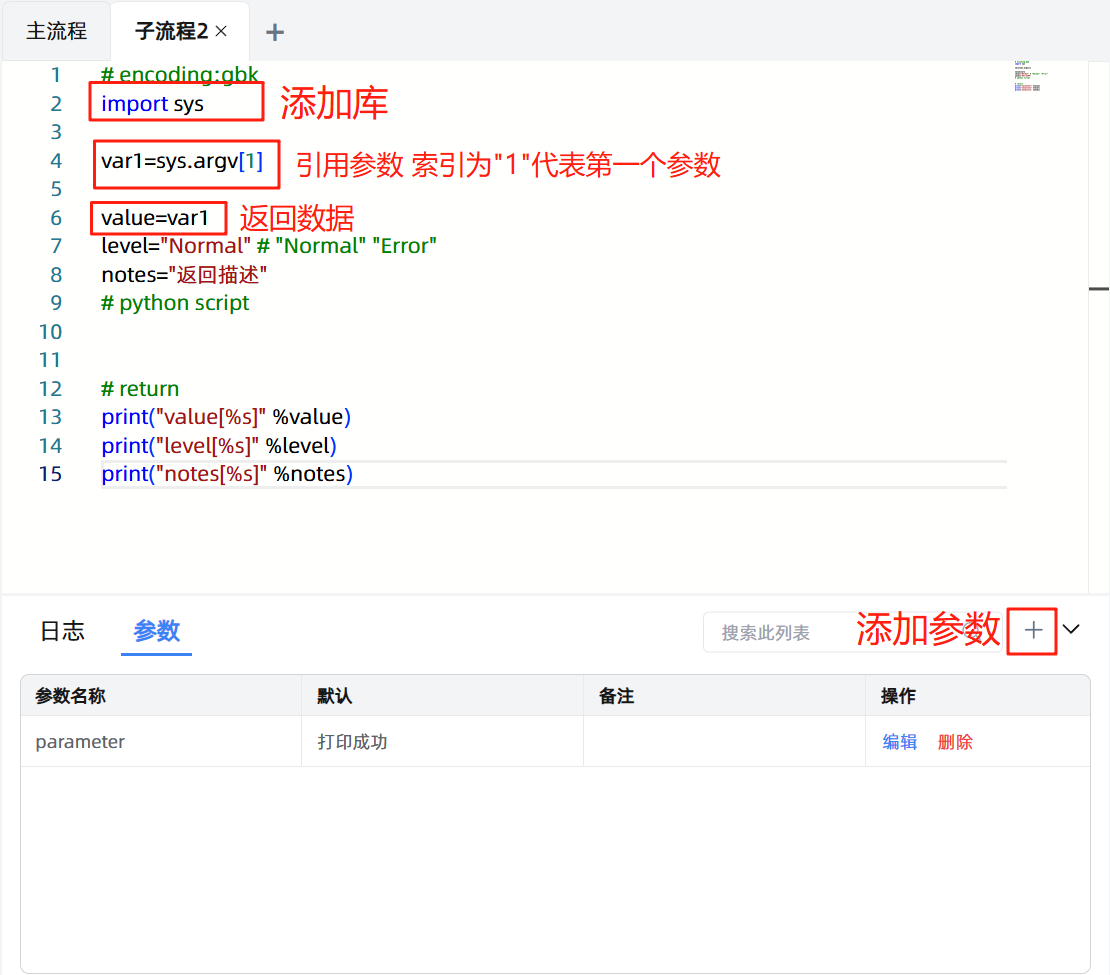 主流程 子流程2 × +
1 # encoding:gbk
2 import sys 添加库
3
4 var1=sys.argv[1] 引用参数 索引为"1"代表第一个参数
5
6 value=var1 返回数据
7 level="Normal" # "Normal" "Error"
8 notes="返回描述"
9 # python script
10
11
12 # return
13 print("value[%s]" %value)
14 print("level[%s]" %level)
15 print("notes[%s]" %notes)
日志 参数 搜索此列表 添加参数 +
参数名称 默认 备注 操作
parameter 打印成功 编辑 删除